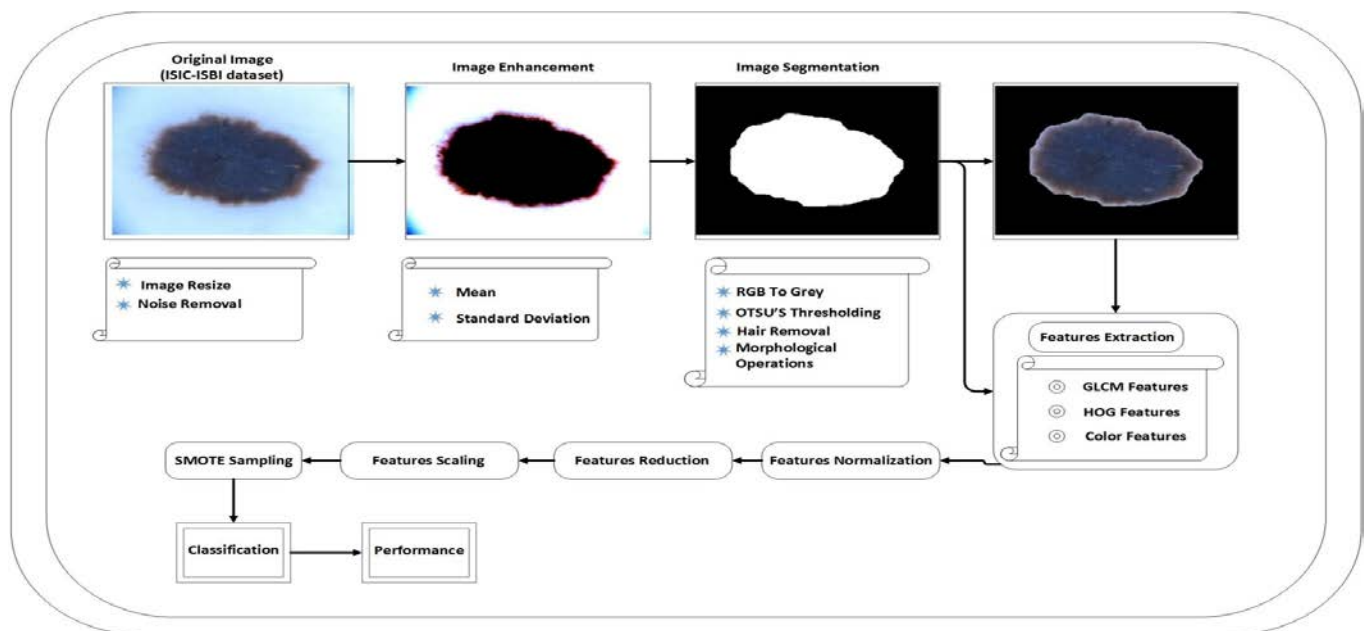 Original Image
(ISIC-ISBI dataset)
Image Enhancement
Image Segmentation
Image Resize
Noise Removal
Mean
Standard Deviation
RGB To Grey
OTSU'S Thresholding
Hair Removal
Morphological
Operations
Features Extraction
GLCM Features
HOG Features
Color Features
SMOTE Sampling
Features Scaling
Features Reduction
Features Normalization
Classification
Performance